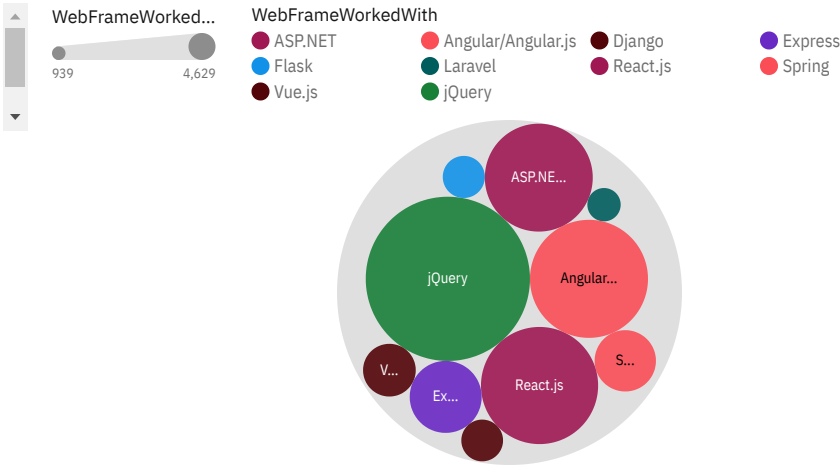 WebFrameWorked...
939
4,629
WebFrameWorkedWith
ASP.NET
Angular/Angular.js
Django
Express
Flask
Laravel
React.js
Spring
Vue.js
jQuery
ASP.NE...
jQuery
Angular...
V...
Ex...
React.js
S...